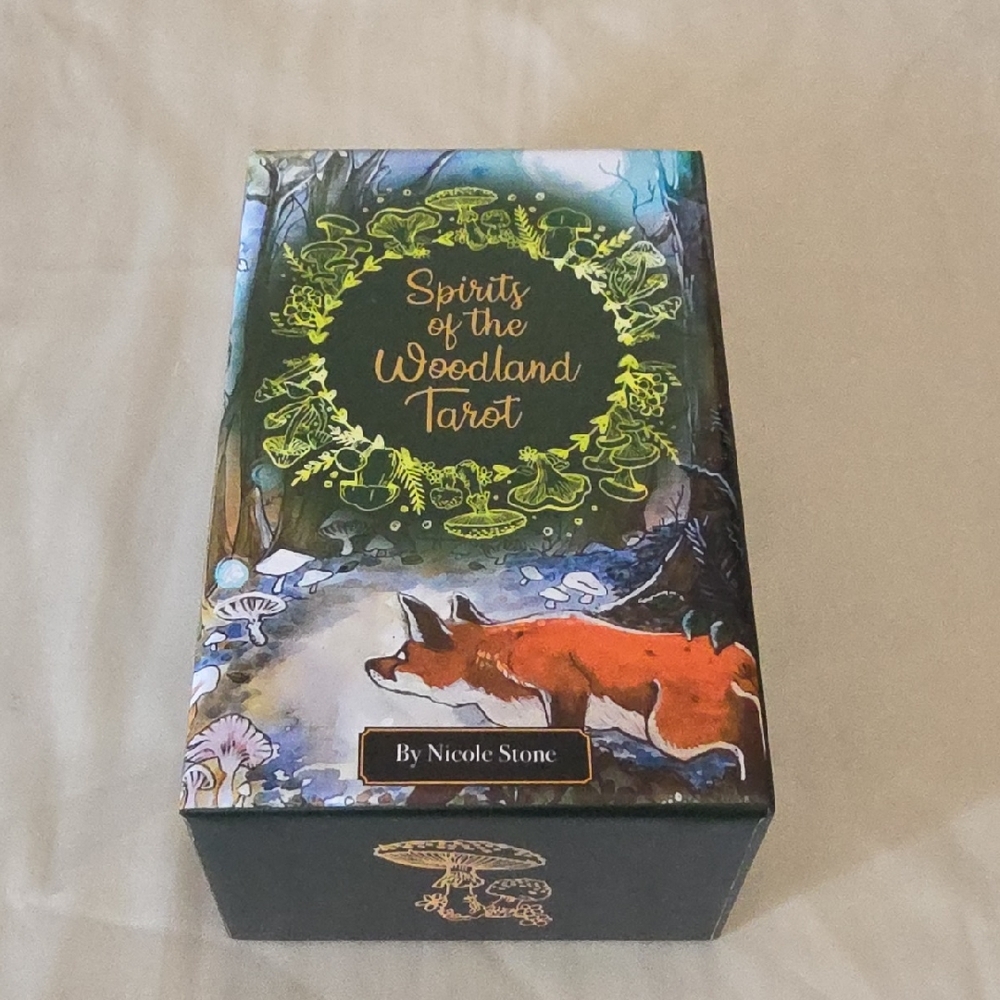 Spirits
of the
Woodland
Tarot
By Nicole Stone